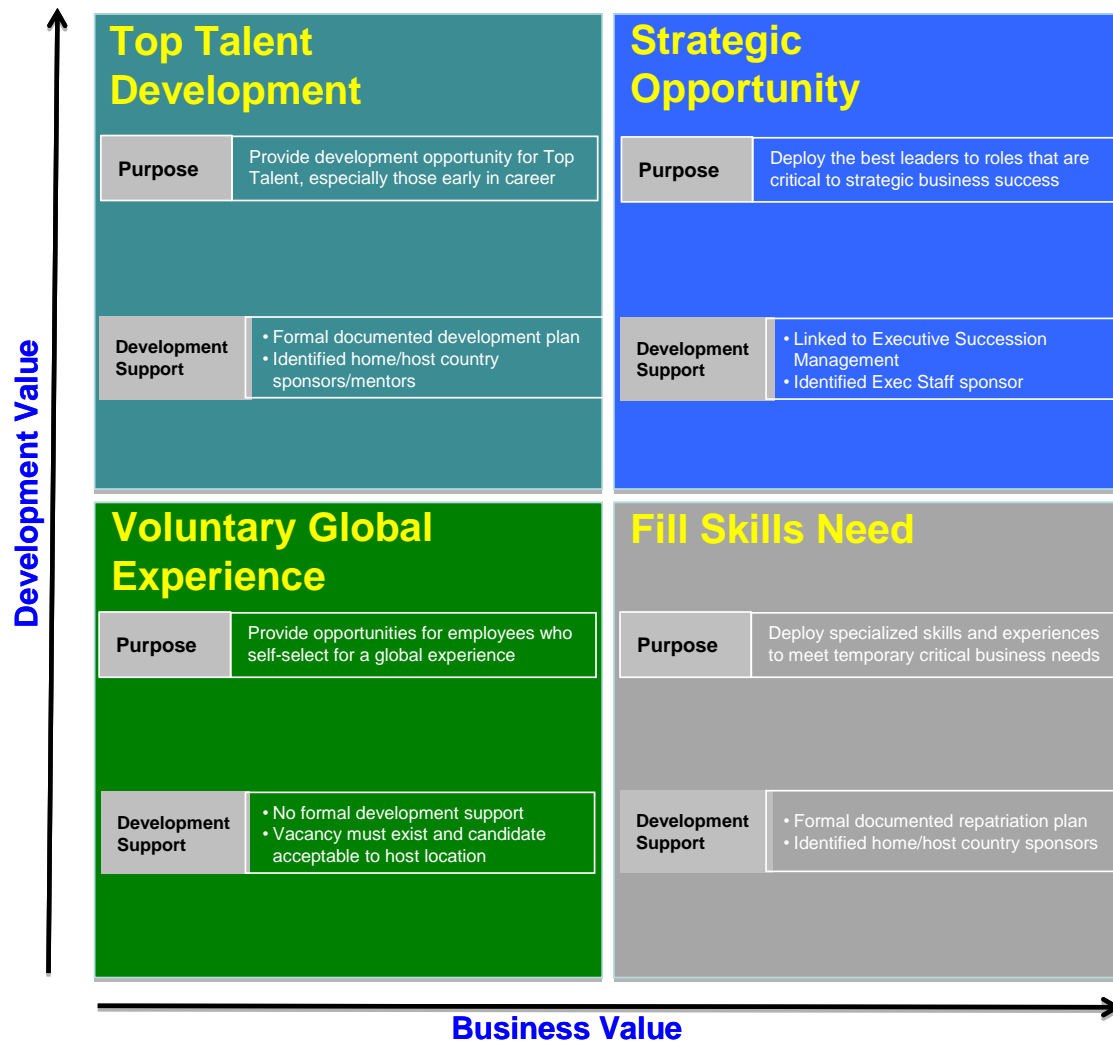 Top Talent
Development
Purpose
Provide development opportunity for Top
Talent, especially those early in career
Development
Support
• Formal documented development plan
• Identified home/host country
sponsors/mentors
Strategic
Opportunity
Purpose
Deploy the best leaders to roles that are
critical to strategic business success
Development
Support
• Linked to Executive Succession
Management
• Identified Exec Staff sponsor
Development Value
Voluntary Global
Experience
Purpose
Provide opportunities for employees who
self-select for a global experience
Development
Support
• No formal development support
• Vacancy must exist and candidate
acceptable to host location
Fill Skills Need
Purpose
Deploy specialized skills and experiences
to meet temporary critical business needs
Development
Support
• Formal documented repatriation plan
• Identified home/host country sponsors
Business Value